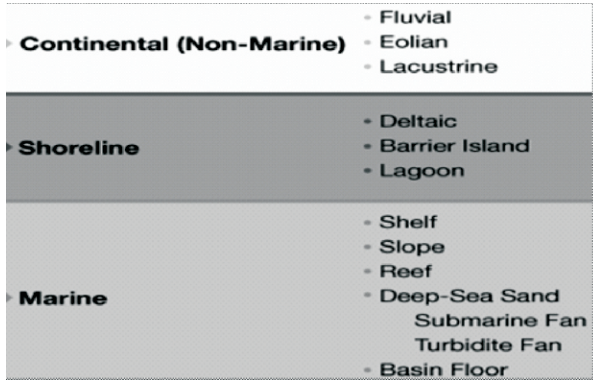 Continental (Non-Marine)
• Fluvial
• Eolian
• Lacustrine
Shoreline
• Deltaic
• Barrier Island
• Lagoon
Marine
• Shelf
• Slope
• Reef
• Deep-Sea Sand
Submarine Fan
Turbidite Fan
• Basin Floor